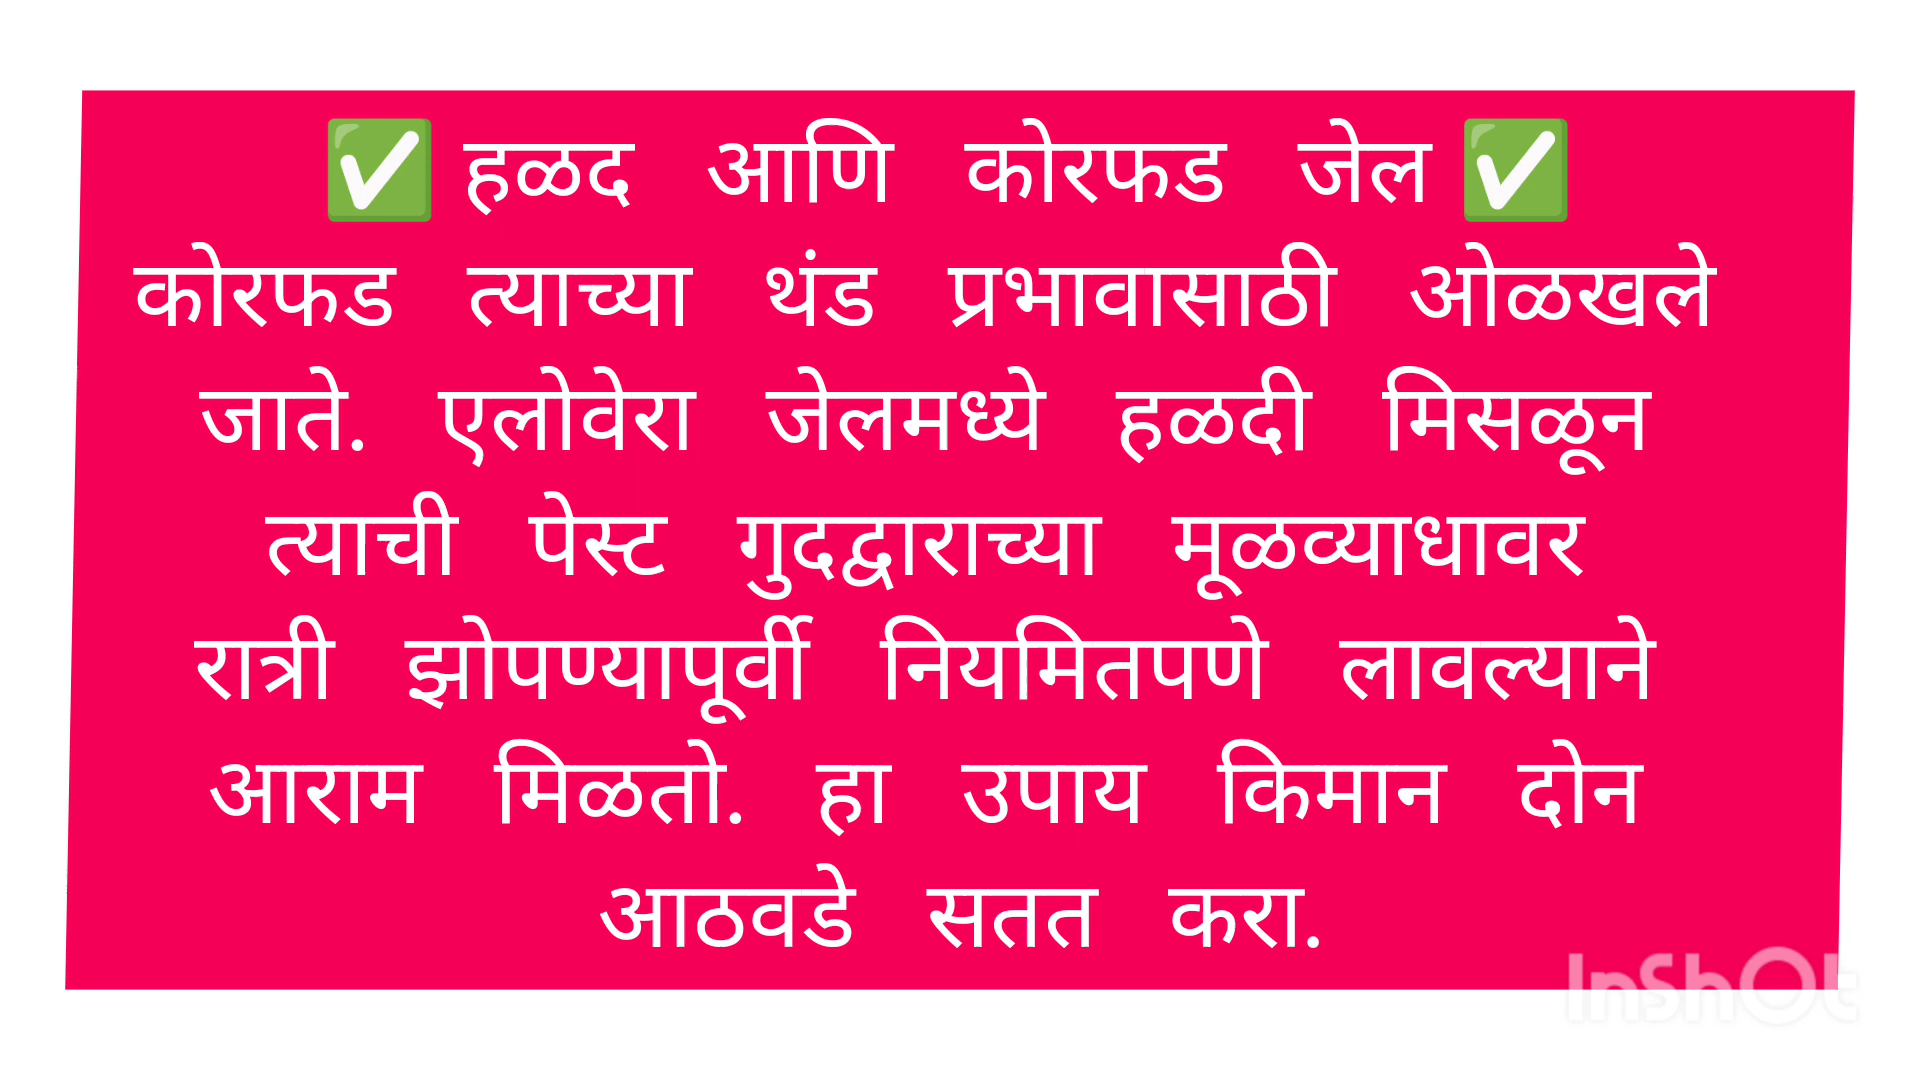 ✅ हळद आणि कोरफड जेल ✅
कोरफड त्याच्या थंड प्रभावासाठी ओळखले
जाते. एलोवेरा जेलमध्ये हळदी मिसळून
त्याची पेस्ट गुदद्वाराच्या मूळव्याधावर
रात्री झोपण्यापूर्वी नियमितपणे लावल्याने
आराम मिळतो. हा उपाय किमान दोन
आठवडे सतत करा.
InShOt